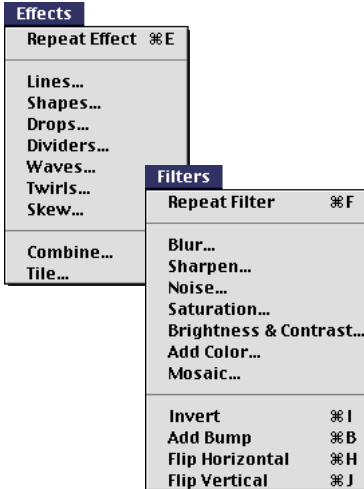 Effects
Repeat Effect ⌘E
Lines...
Shapes...
Drops...
Dividers...
Waves...
Twirls...
Skew...
Combine...
Tile...
Filters
Repeat Filter ⌘F
Blur...
Sharpen...
Noise...
Saturation...
Brightness & Contrast...
Add Color...
Mosaic...
Invert ⌘I
Add Bump ⌘B
Flip Horizontal ⌘H
Flip Vertical ⌘J